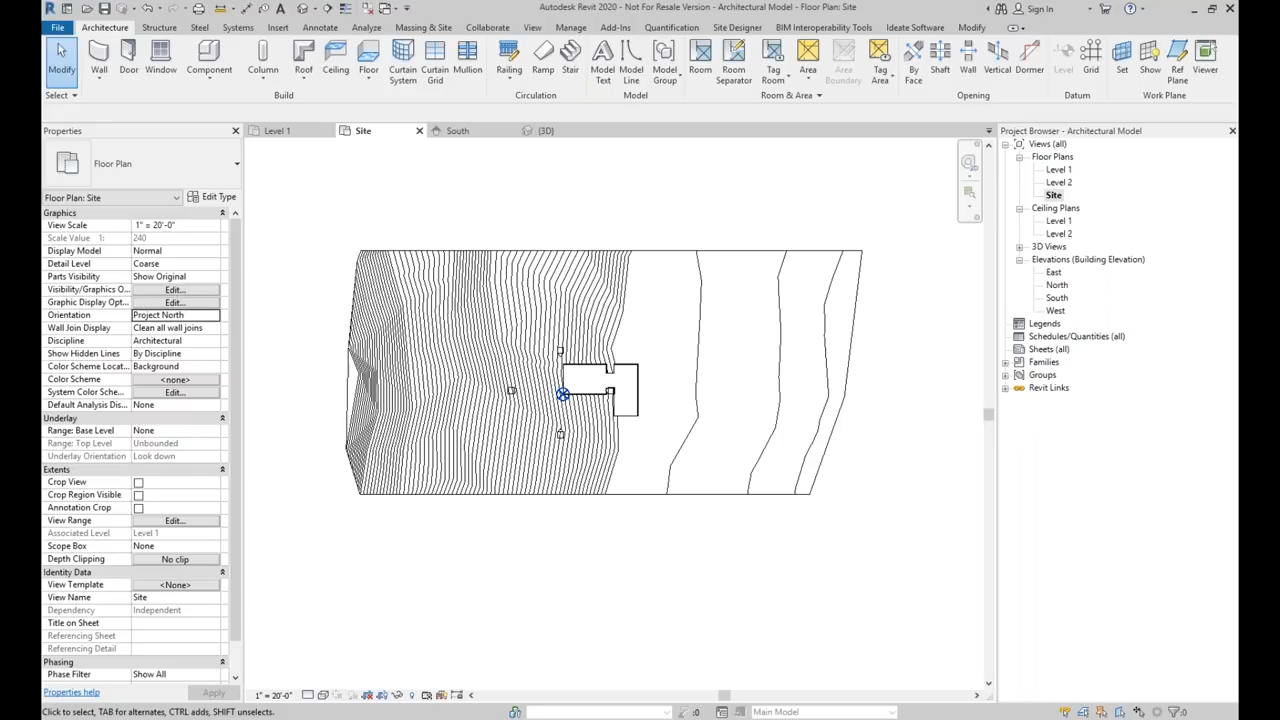 Autodesk Revit 2020 - Not For Resale Version - Architectural Model - Floor Plan: Site
Sign In
File Architecture Structure Systems Insert Annotate Analyze Massing & Site Collaborate View Manage Add-Ins Quantification Site Designer BIM Interoperability Tools Ideate Software Modify
Modify Wall Door Window Component Column Roof Ceiling Floor Curtain System Curtain Grid Mullion Railing Ramp Stair Model Text Model Line Model Group Room Room Separator Tag Room Area Area Boundary Tag Area By Face Shaft Wall Vertical Dormer Level Grid Set Show Ref Plane Viewer
Select Build Circulation Model Room & Area Opening Datum Work Plane
Properties
Floor Plan
Floor Plan: Site Edit Type
Graphics
View Scale 1" = 20'-0"
Scale Value 1: 240
Display Model Normal
Detail Level Coarse
Parts Visibility Show Original
Visibility/Graphics O... Edit...
Graphic Display Opt... Edit...
Orientation Project North
Wall Join Display Clean all wall joins
Discipline Architectural
Show Hidden Lines By Discipline
Color Scheme Locat... Background
Color Scheme <none>
System Color Sche... Edit...
Default Analysis Dis... None
Underlay
Range: Base Level None
Range: Top Level Unbounded
Underlay Orientation Look down
Extents
Crop View
Crop Region Visible
Annotation Crop
View Range Edit...
Associated Level Level 1
Scope Box None
Depth Clipping No clip
Identity Data
View Template <None>
View Name Site
Dependency Independent
Title on Sheet
Referencing Sheet
Referencing Detail
Phasing
Phase Filter Show All
Properties help Apply
Level 1 Site South {3D}
1" = 20'-0"
Project Browser - Architectural Model
Views (all)
Floor Plans
Level 1
Level 2
Site
Ceiling Plans
Level 1
Level 2
3D Views
Elevations (Building Elevation)
East
North
South
West
Legends
Schedules/Quantities (all)
Sheets (all)
Families
Groups
Revit Links
Click to select, TAB for alternates, CTRL adds, SHIFT unselects.
:0 Main Model :0